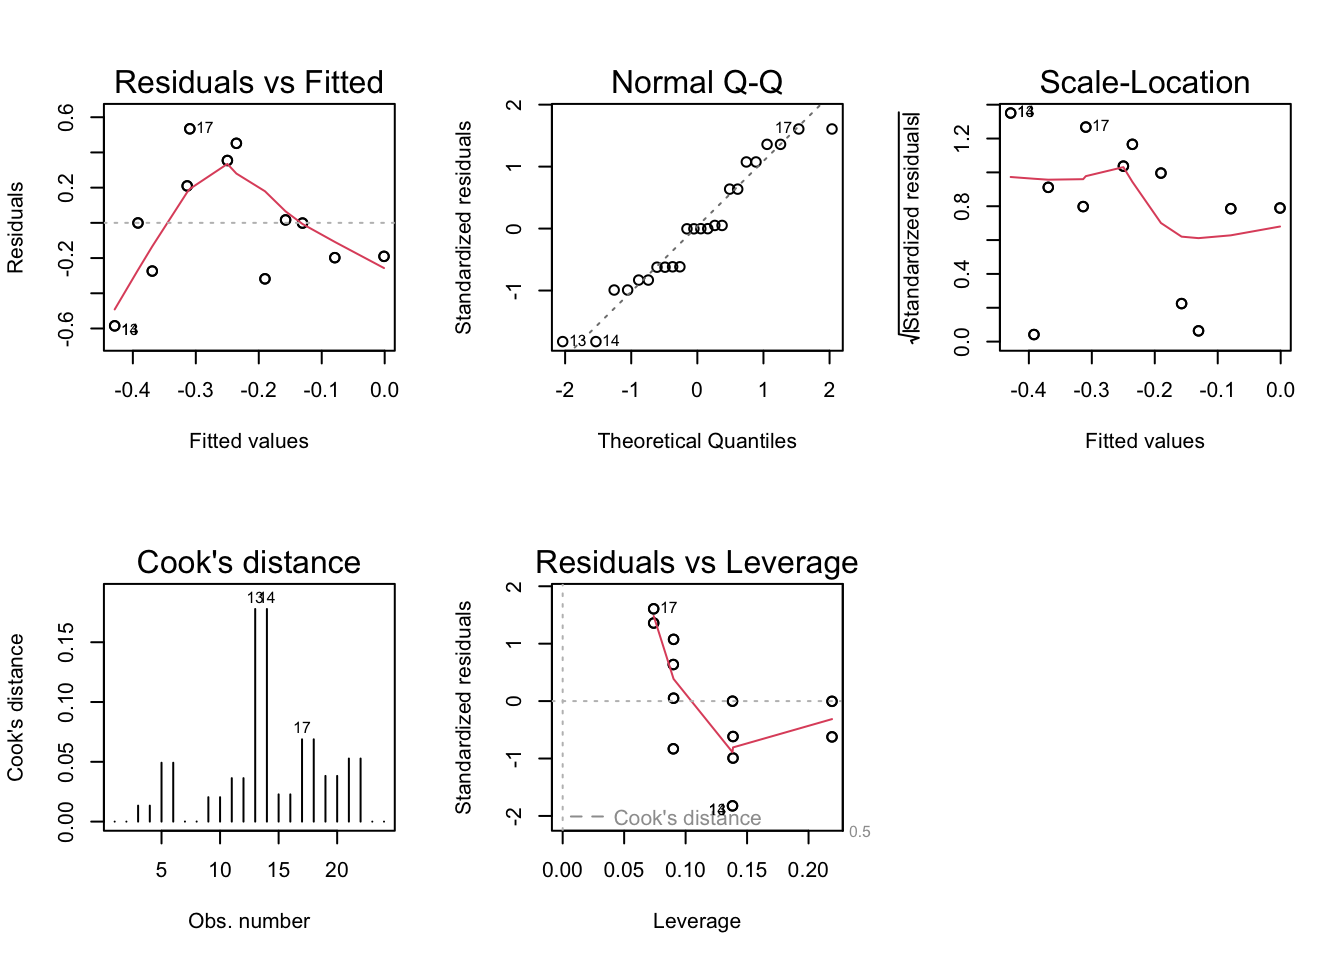 Residuals vs Fitted
Residuals
0.6
0.2
-0.2
-0.6
17
14
-0.4 -0.3 -0.2 -0.1 0.0
Fitted values
Normal Q-Q
Standardized residuals
2
1
0
-1
17
13 14
-2 -1 0 1 2
Theoretical Quantiles
Scale-Location
√|Standardized residuals|
1.2
0.8
0.4
0.0
14
17
-0.4 -0.3 -0.2 -0.1 0.0
Fitted values
Cook's distance
Cook's distance
0.15
0.10
0.05
0.00
13 14
17
5 10 15 20
Obs. number
Residuals vs Leverage
Standardized residuals
2
1
0
-1
-2
17
14
Cook's distance
0.5
0.00 0.05 0.10 0.15 0.20
Leverage